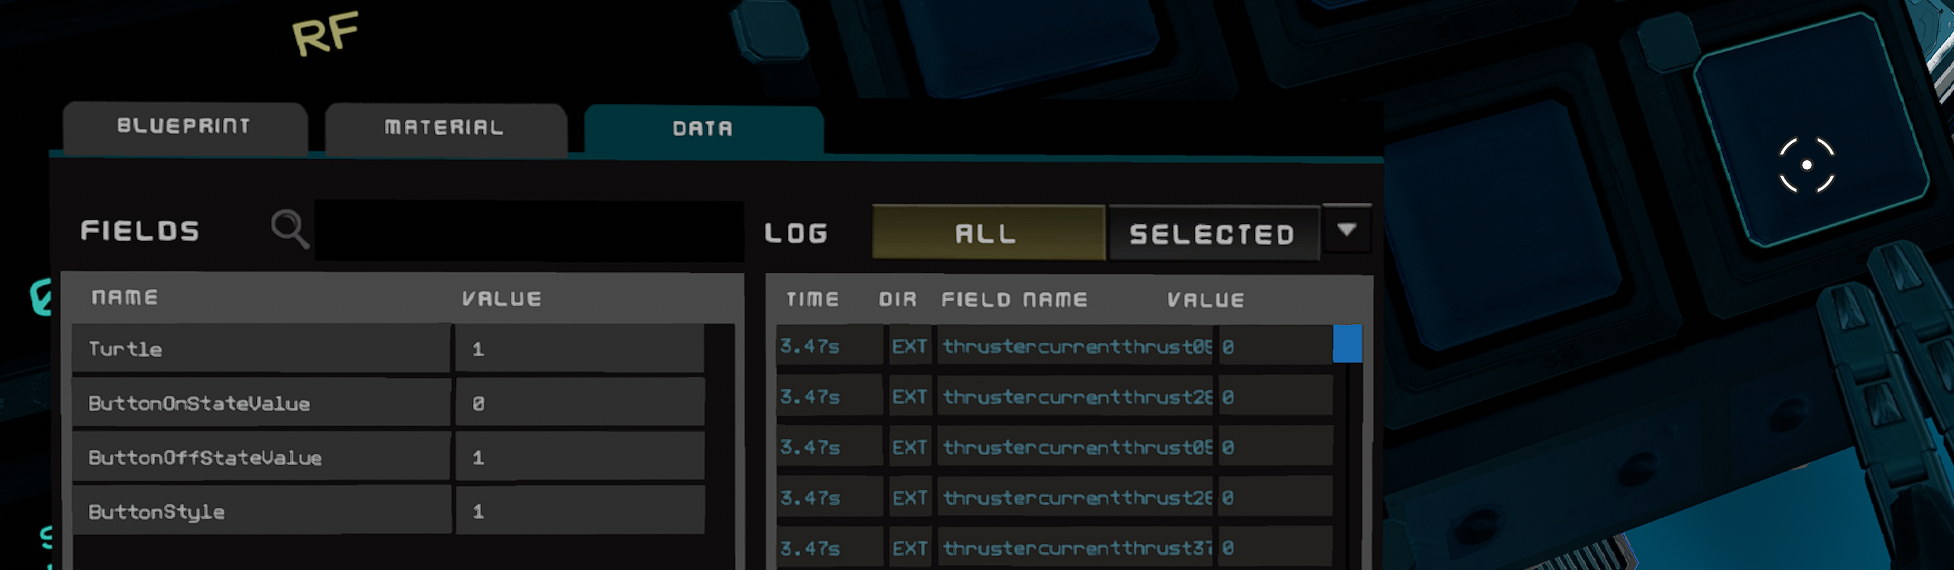 RF
BLUEPRINT MATERIAL DATA
FIELDS LOG ALL SELECTED
NAME VALUE TIME DIR FIELD NAME VALUE
Turtle 1 3.47s EXT 0
ButtonOnStateValue 0 3.47s EXT 0
ButtonOffStateValue 1 3.47s EXT 0
ButtonStyle 1 3.47s EXT 0
3.47s EXT 0